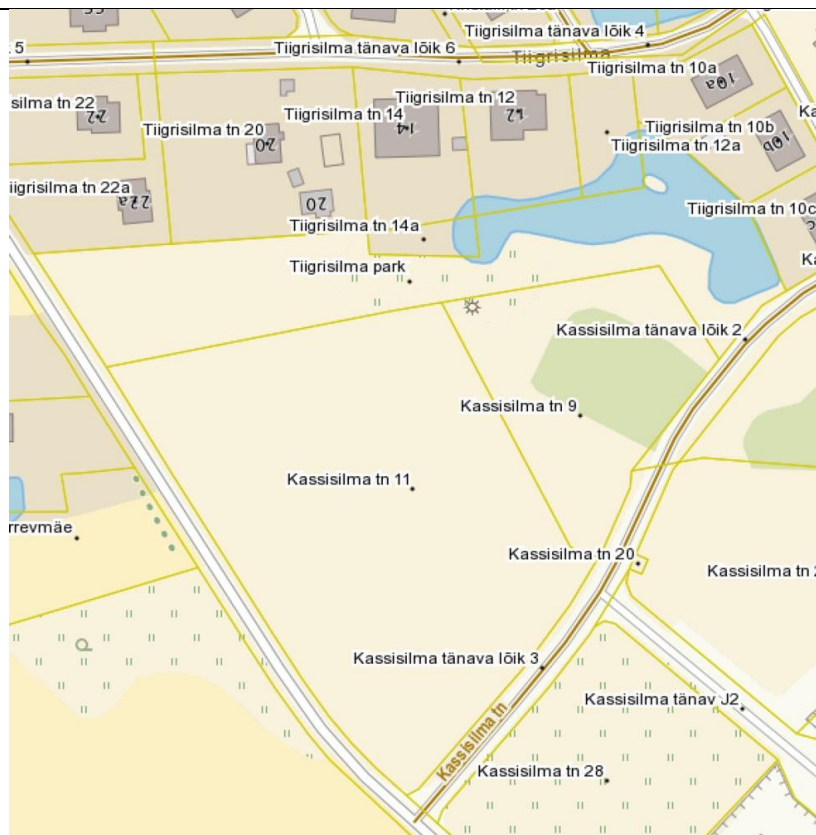 Tiigrisilma tänava lõik 4
k 5
Tiigrisilma tänava lõik 6
Tiigrisilma
Tiigrisilma tn 10a
10a
silma tn 22
22
Tiigrisilma tn 20
20
Tiigrisilma tn 14
14
Tiigrisilma tn 12
12
Tiigrisilma tn 10b
10b
Tiigrisilma tn 12a
iigrisilma tn 22a
22a
20
Tiigrisilma tn 10c
Tiigrisilma tn 14a
Ka
Tiigrisilma park
Kassisilma tänava lõik 2
Kassisilma tn 9
Kassisilma tn 11
rrevmäe
Kassisilma tn 20
Kassisilma tn 2
Kassisilma tänava lõik 3
Kassisilma tänav J2
Kassisilma tn
Kassisilma tn 28